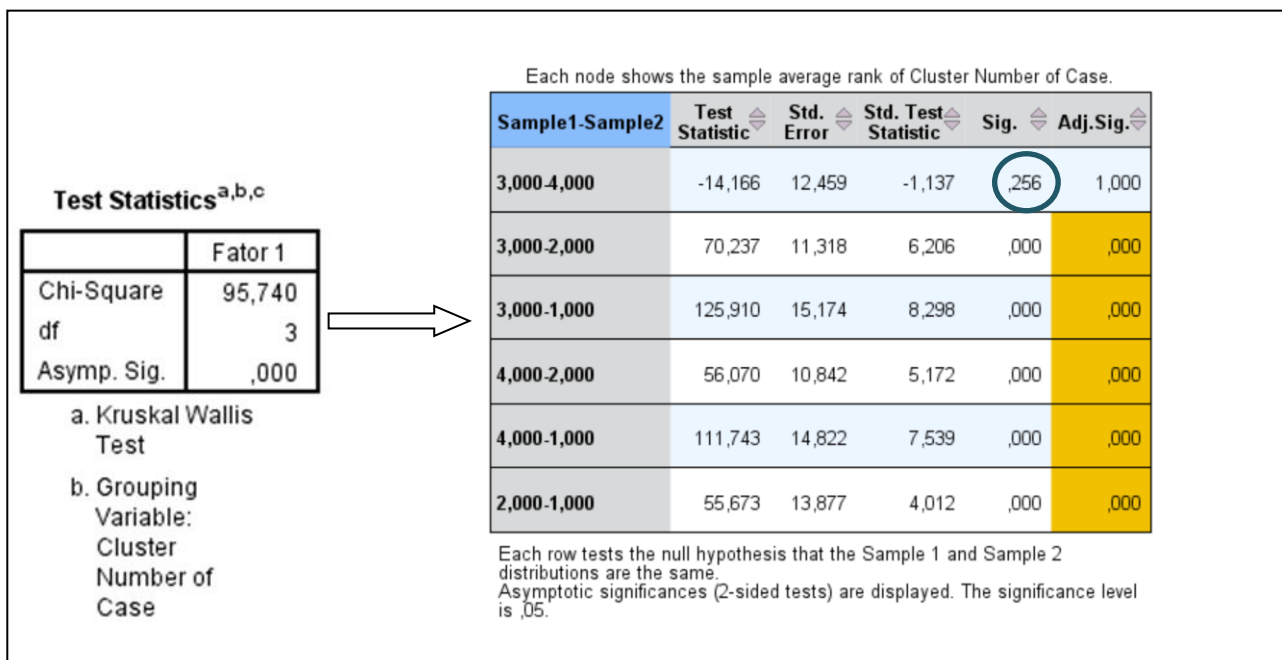 Test Statistics^a,b,c
Fator 1
Chi-Square 95,740
df 3
Asymp. Sig. ,000
a. Kruskal Wallis
Test
b. Grouping
Variable:
Cluster
Number of
Case
Each node shows the sample average rank of Cluster Number of Case.
Sample1-Sample2 Test Statistic Std. Error Std. Test Statistic Sig. Adj.Sig.
3,000-4,000 -14,166 12,459 -1,137 ,256 1,000
3,000-2,000 70,237 11,318 6,206 ,000 ,000
3,000-1,000 125,910 15,174 8,298 ,000 ,000
4,000-2,000 56,070 10,842 5,172 ,000 ,000
4,000-1,000 111,743 14,822 7,539 ,000 ,000
2,000-1,000 55,673 13,877 4,012 ,000 ,000
Each row tests the null hypothesis that the Sample 1 and Sample 2
distributions are the same.
Asymptotic significances (2-sided tests) are displayed. The significance level
is ,05.